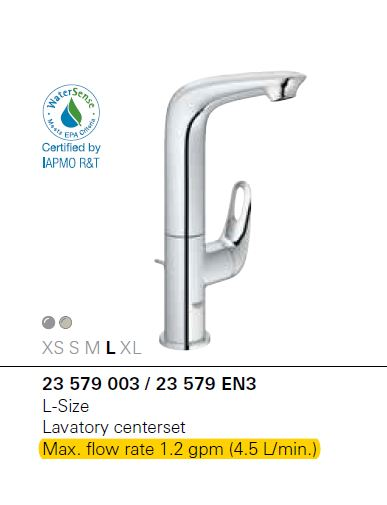 WaterSense
Meets EPA Criteria
Certified by
IAPMO R&T
XS S M L XL
23 579 003 / 23 579 EN3
L-Size
Lavatory centerset
Max. flow rate 1.2 gpm (4.5 L/min.)